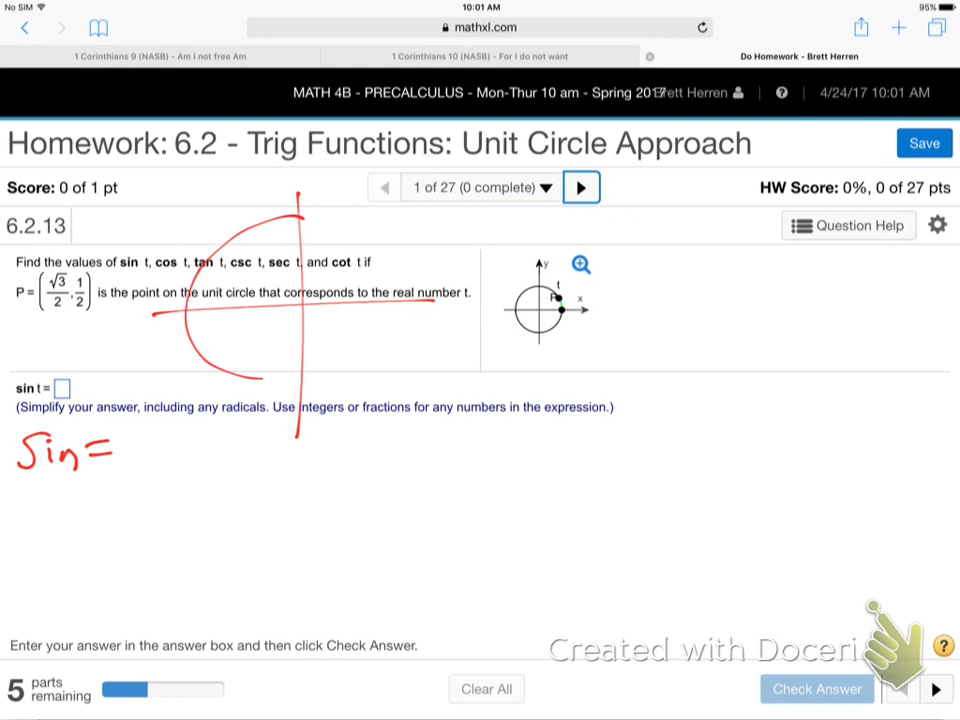 No SIM 10:01 AM 95%
mathxl.com
1 Corinthians 9 (NASB) - Am I not free Am 1 Corinthians 10 (NASB) - For I do not want Do Homework - Brett Herren
MATH 4B - PRECALCULUS - Mon-Thur 10 am - Spring 2017 Brett Herren ? 4/24/17 10:01 AM
Homework: 6.2 - Trig Functions: Unit Circle Approach Save
Score: 0 of 1 pt 1 of 27 (0 complete) HW Score: 0%, 0 of 27 pts
6.2.13 Question Help
Find the values of sin t, cos t, tan t, csc t, sec t, and cot t if
P = (√3/2, 1/2) is the point on the unit circle that corresponds to the real number t.
y
t
P x
sin t =
(Simplify your answer, including any radicals. Use integers or fractions for any numbers in the expression.)
Sin =
Enter your answer in the answer box and then click Check Answer.
Created with Doceri ?
5 parts remaining Clear All Check Answer